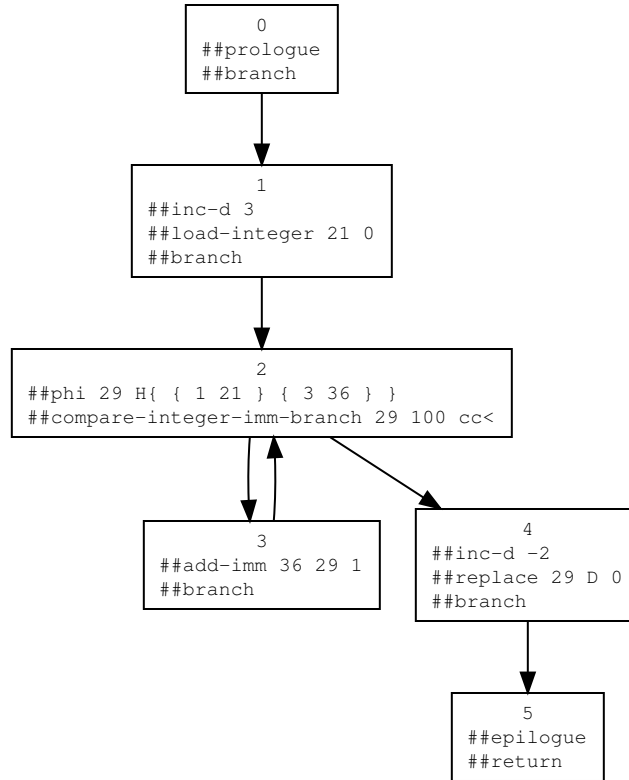 0
##prologue
##branch
1
##inc-d 3
##load-integer 21 0
##branch
2
##phi 29 H{ { 1 21 } { 3 36 } }
##compare-integer-imm-branch 29 100 cc<
3
##add-imm 36 29 1
##branch
4
##inc-d -2
##replace 29 D 0
##branch
5
##epilogue
##return